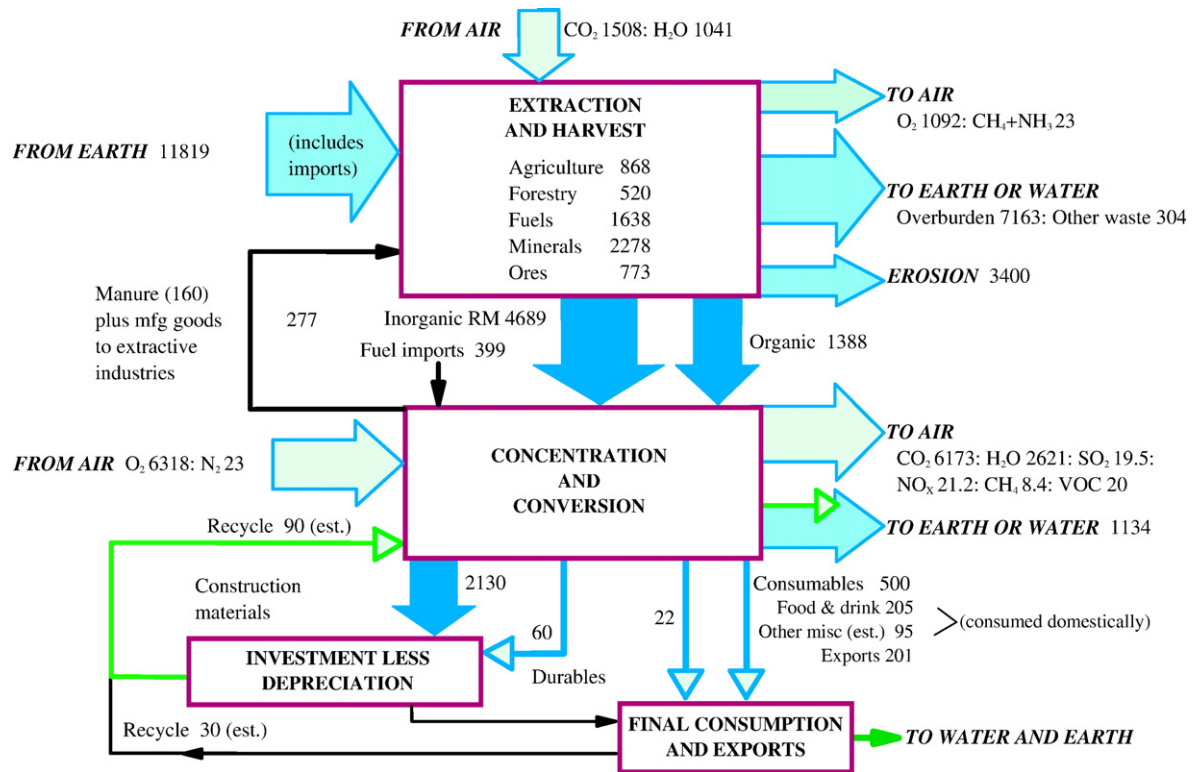 FROM AIR CO₂ 1508: H₂O 1041
EXTRACTION
AND HARVEST
Agriculture 868
Forestry 520
Fuels 1638
Minerals 2278
Ores 773
FROM EARTH 11819
(includes
imports)
TO AIR
O₂ 1092: CH₄+NH₃ 23
TO EARTH OR WATER
Overburden 7163: Other waste 304
EROSION 3400
Manure (160)
plus mfg goods
to extractive
industries
277
Inorganic RM 4689
Fuel imports 399
Organic 1388
FROM AIR O₂ 6318: N₂ 23
CONCENTRATION
AND
CONVERSION
TO AIR
CO₂ 6173: H₂O 2621: SO₂ 19.5:
NOₓ 21.2: CH₄ 8.4: VOC 20
TO EARTH OR WATER 1134
Recycle 90 (est.)
Construction
materials
2130
60
Durables
22
Consumables 500
Food & drink 205
Other misc (est.) 95
Exports 201
(consumed domestically)
INVESTMENT LESS
DEPRECIATION
Recycle 30 (est.)
FINAL CONSUMPTION
AND EXPORTS
TO WATER AND EARTH